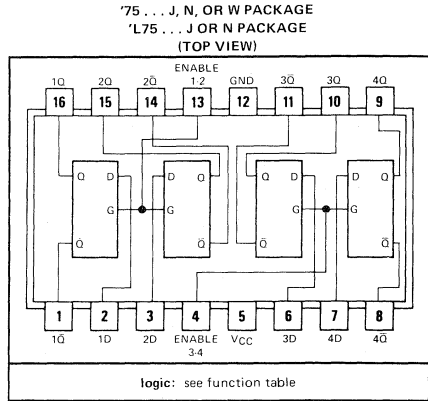 '75 . . . J, N, OR W PACKAGE
'L75 . . . J OR N PACKAGE
(TOP VIEW)
1Q 2Q 2Q̄ ENABLE 1-2 GND 3Q̄ 3Q 4Q
16 15 14 13 12 11 10 9
Q D D Q Q D D Q
G G G G
Q̄ Q̄ Q̄ Q̄
1 2 3 4 5 6 7 8
1Q̄ 1D 2D ENABLE 3-4 VCC 3D 4D 4Q̄
logic: see function table